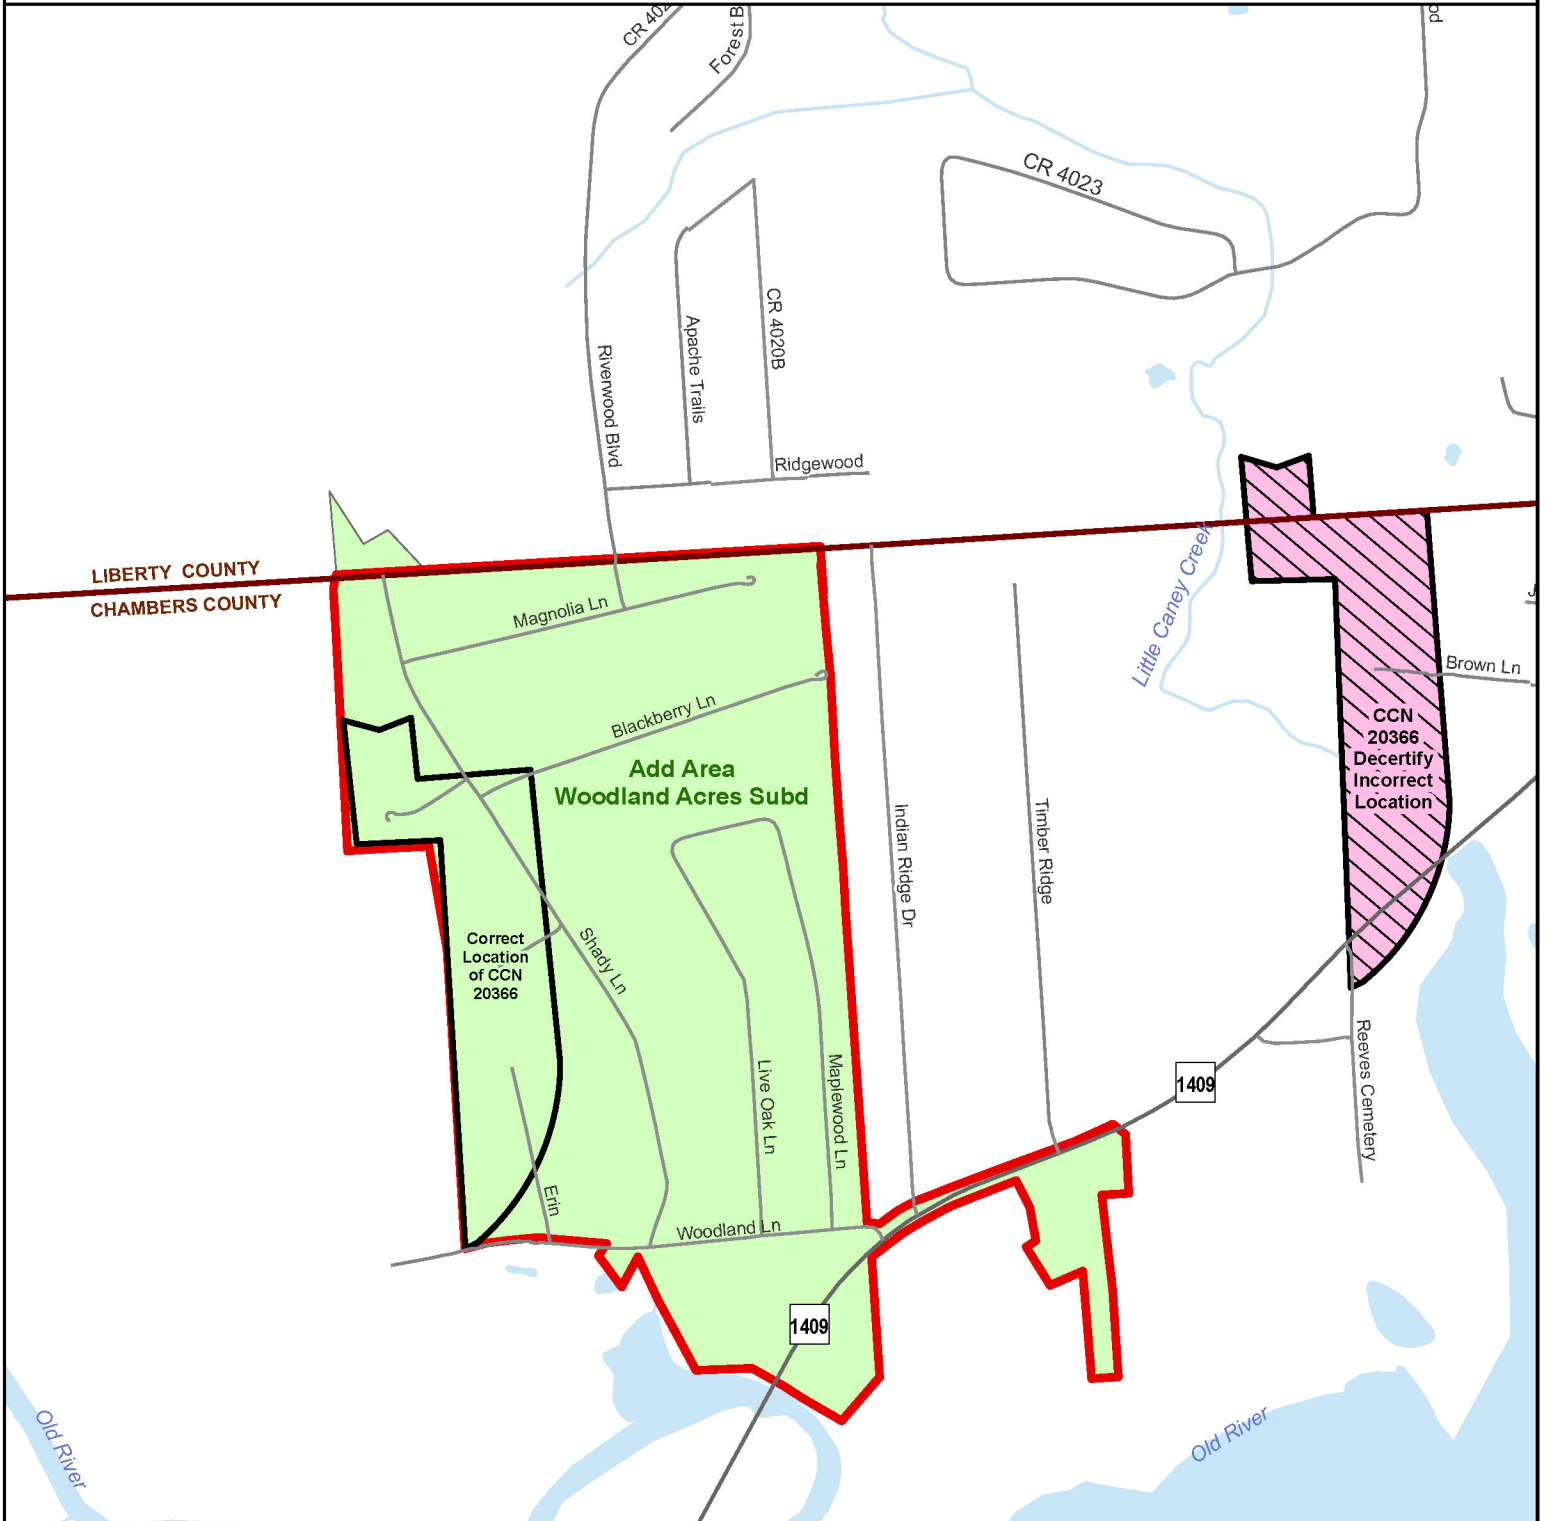 CR 402
Forest B
CR 4023
CR 4020B
Apache Trails
Riverwood Blvd
Ridgewood
LIBERTY COUNTY
CHAMBERS COUNTY
Magnolia Ln
Little Caney Creek
Brown Ln
Blackberry Ln
CCN
20366
Decertify
Incorrect
Location
Add Area
Woodland Acres Subd
Indian Ridge Dr
Timber Ridge
Correct
Location
of CCN
20366
Shady Ln
Live Oak Ln
Maplewood Ln
1409
Reeves Cemetery
Erin
Woodland Ln
1409
Old River
Old River